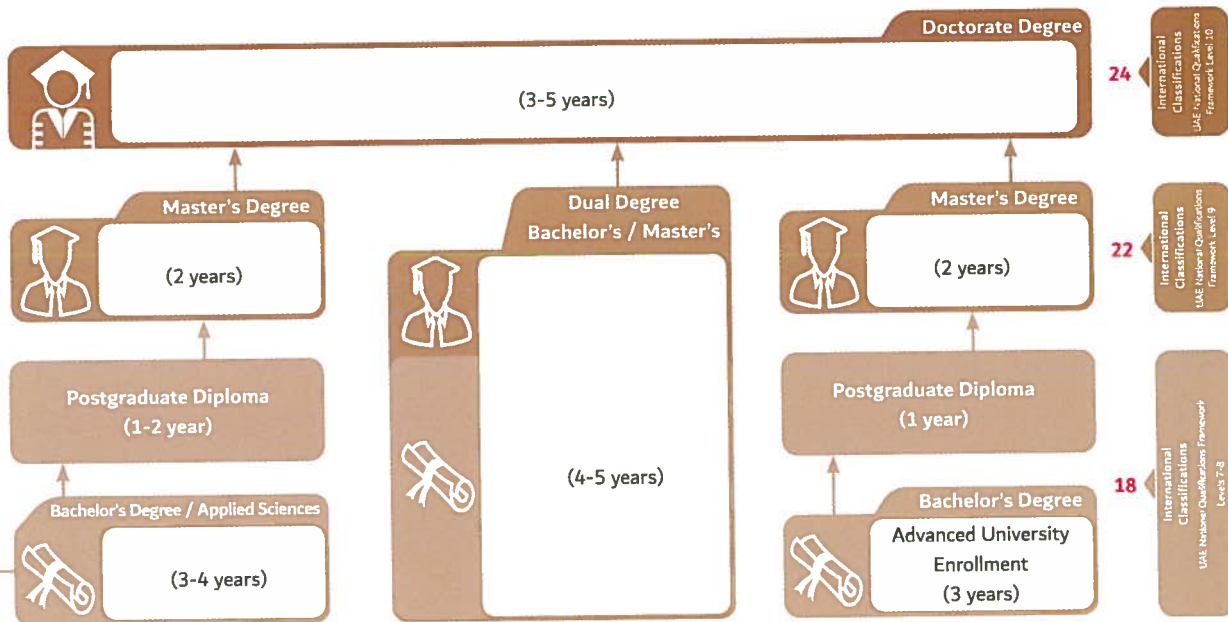 Doctorate Degree
(3-5 years)
24
International
Classifications
UAE National Qualifications
Framework Level 10
Master's Degree
(2 years)
Dual Degree
Bachelor's / Master's
(4-5 years)
Master's Degree
(2 years)
22
International
Classifications
UAE National Qualifications
Framework Level 9
Postgraduate Diploma
(1-2 year)
Postgraduate Diploma
(1 year)
18
International
Classifications
UAE National Qualifications Framework
Levels 7-8
Bachelor's Degree / Applied Sciences
(3-4 years)
Bachelor's Degree
Advanced University
Enrollment
(3 years)